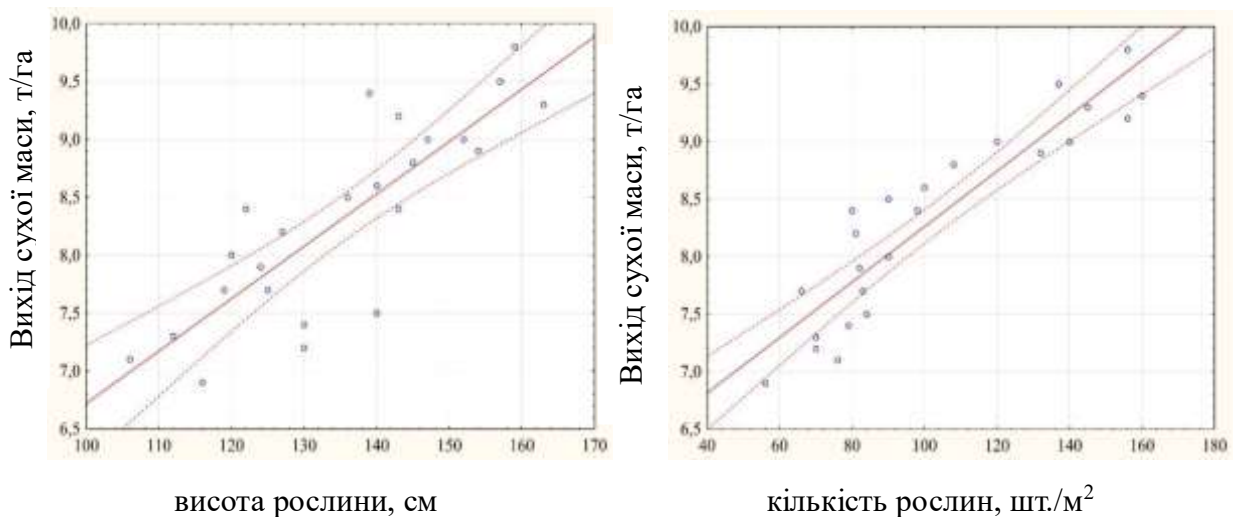 Вихід сухої маси, т/га
10,0
9,5
9,0
8,5
8,0
7,5
7,0
6,5
100 110 120 130 140 150 160 170
висота рослини, см
Вихід сухої маси, т/га
10,0
9,5
9,0
8,5
8,0
7,5
7,0
6,5
40 60 80 100 120 140 160 180
кількість рослин, шт./м²